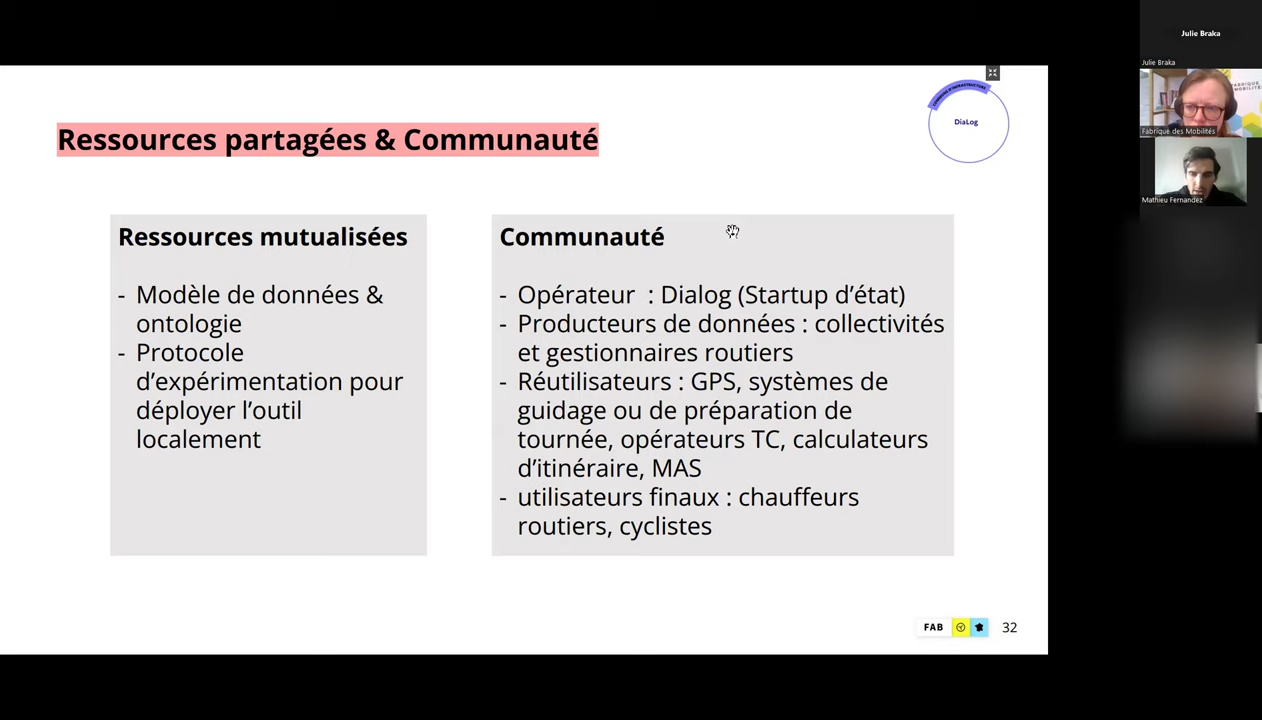 Julie Braka
Julie Braka
Fabrique des Mobilités
Mathieu Fernandez
DiaLog
Ressources partagées & Communauté
Ressources mutualisées
- Modèle de données &
ontologie
- Protocole
d’expérimentation pour
déployer l’outil
localement
Communauté
- Opérateur : Dialog (Startup d’état)
- Producteurs de données : collectivités
et gestionnaires routiers
- Réutilisateurs : GPS, systèmes de
guidage ou de préparation de
tournée, opérateurs TC, calculateurs
d’itinéraire, MAS
- utilisateurs finaux : chauffeurs
routiers, cyclistes
FAB
32